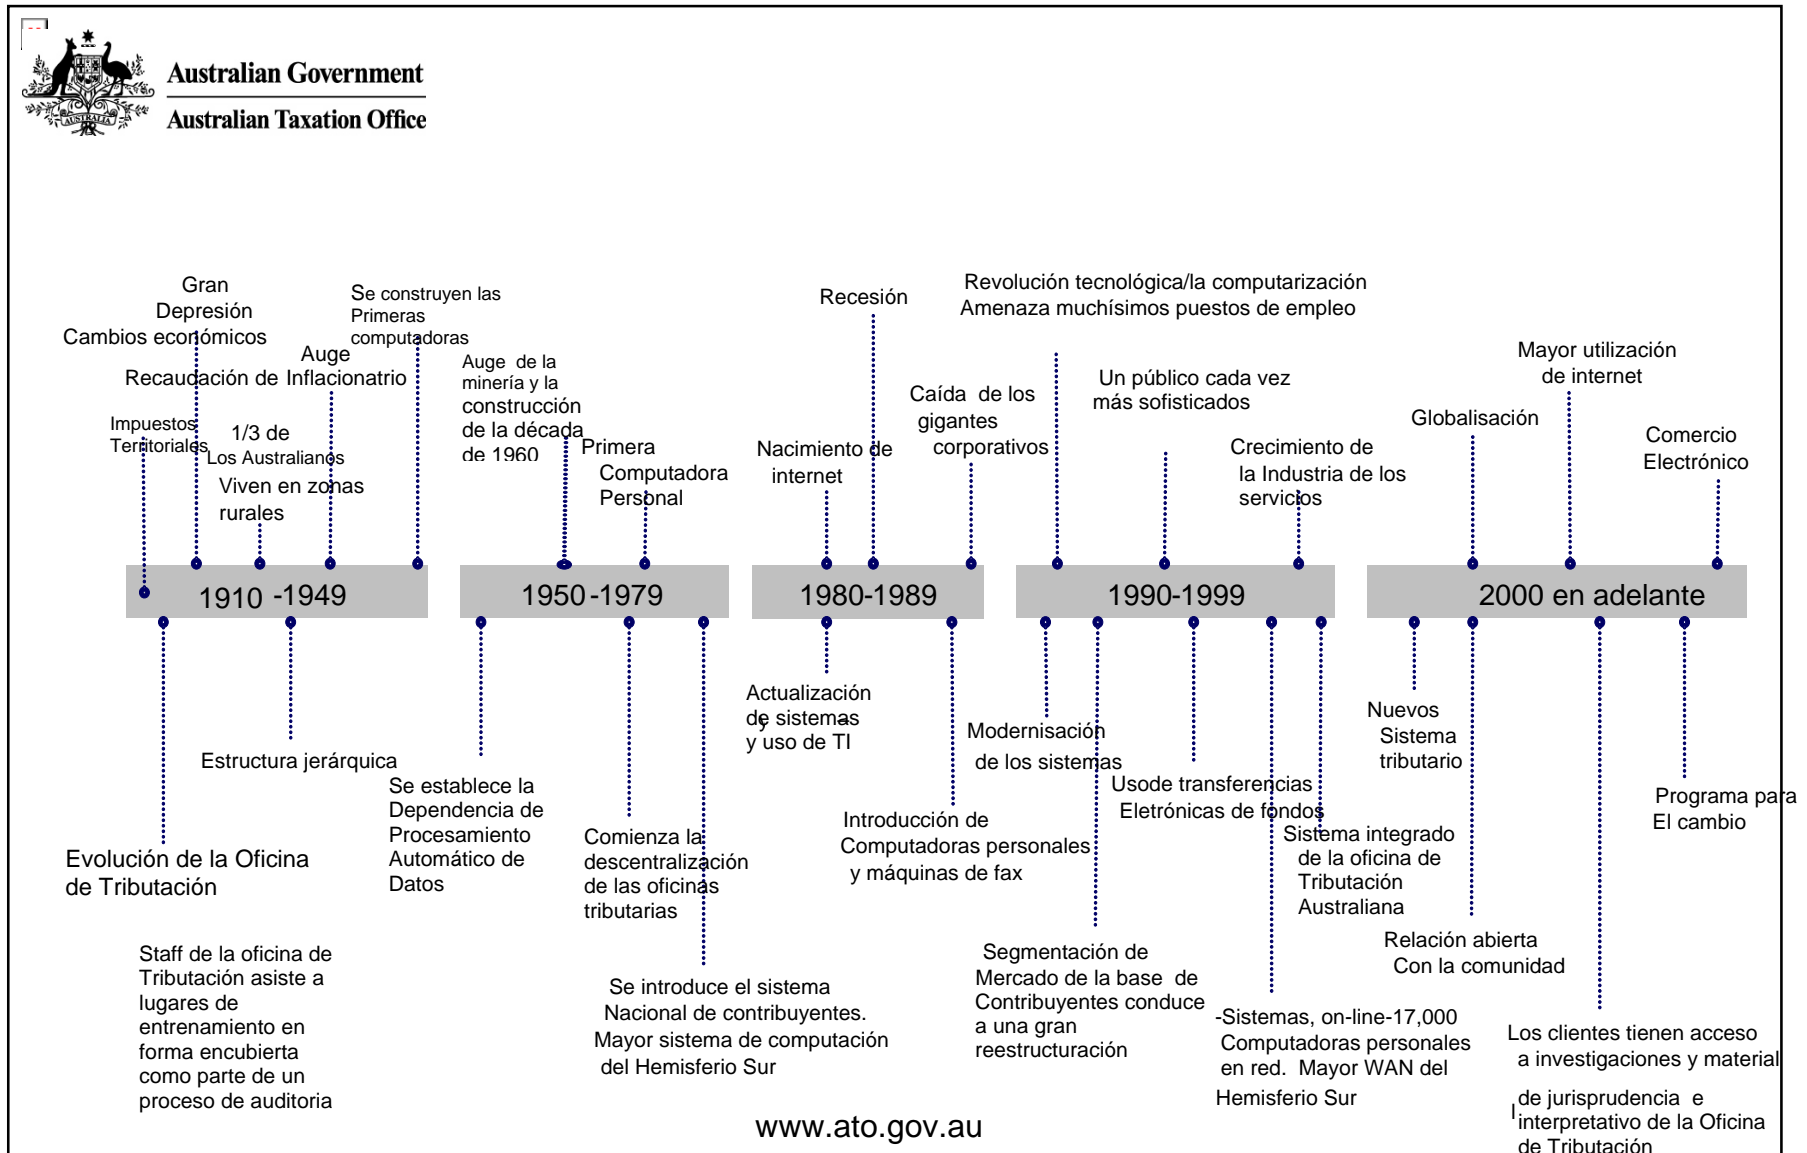 Australian Government
Australian Taxation Office
AUSTRALIA
Gran
Depresión
Cambios económicos
Recaudación de
Impuestos
Territoriales
1/3 de
Los Australianos
Viven en zonas
rurales
Auge
Inflacionatrio
Se construyen las
Primeras
computadoras
Auge de la
minería y la
construcción
de la década
de 1960
Primera
Computadora
Personal
Nacimiento de
internet
Recesión
Caída de los
gigantes
corporativos
Revolución tecnológica/la computarización
Amenaza muchísimos puestos de empleo
Un público cada vez
más sofisticados
Crecimiento de
la Industria de los
servicios
Globalisación
Mayor utilización
de internet
Comercio
Electrónico
1910 -1949
1950 -1979
1980-1989
1990-1999
2000 en adelante
Evolución de la Oficina
de Tributación
Staff de la oficina de
Tributación asiste a
lugares de
entrenamiento en
forma encubierta
como parte de un
proceso de auditoria
Estructura jerárquica
Se establece la
Dependencia de
Procesamiento
Automático de
Datos
Comienza la
descentralización
de las oficinas
tributarias
Se introduce el sistema
Nacional de contribuyentes.
Mayor sistema de computación
del Hemisferio Sur
Actualización
de sistemas
y uso de TI
Introducción de
Computadoras personales
y máquinas de fax
Modernisación
de los sistemas
Segmentación de
Mercado de la base de
Contribuyentes conduce
a una gran
reestructuración
Usode transferencias
Eletrónicas de fondos
-Sistemas, on-line-17,000
Computadoras personales
en red. Mayor WAN del
Hemisferio Sur
Sistema integrado
de la oficina de
Tributación
Australiana
Nuevos
Sistema
tributario
Relación abierta
Con la comunidad
Los clientes tienen acceso
a investigaciones y material
de jurisprudencia e
interpretativo de la Oficina
de Tributación
Programa para
El cambio
www.ato.gov.au